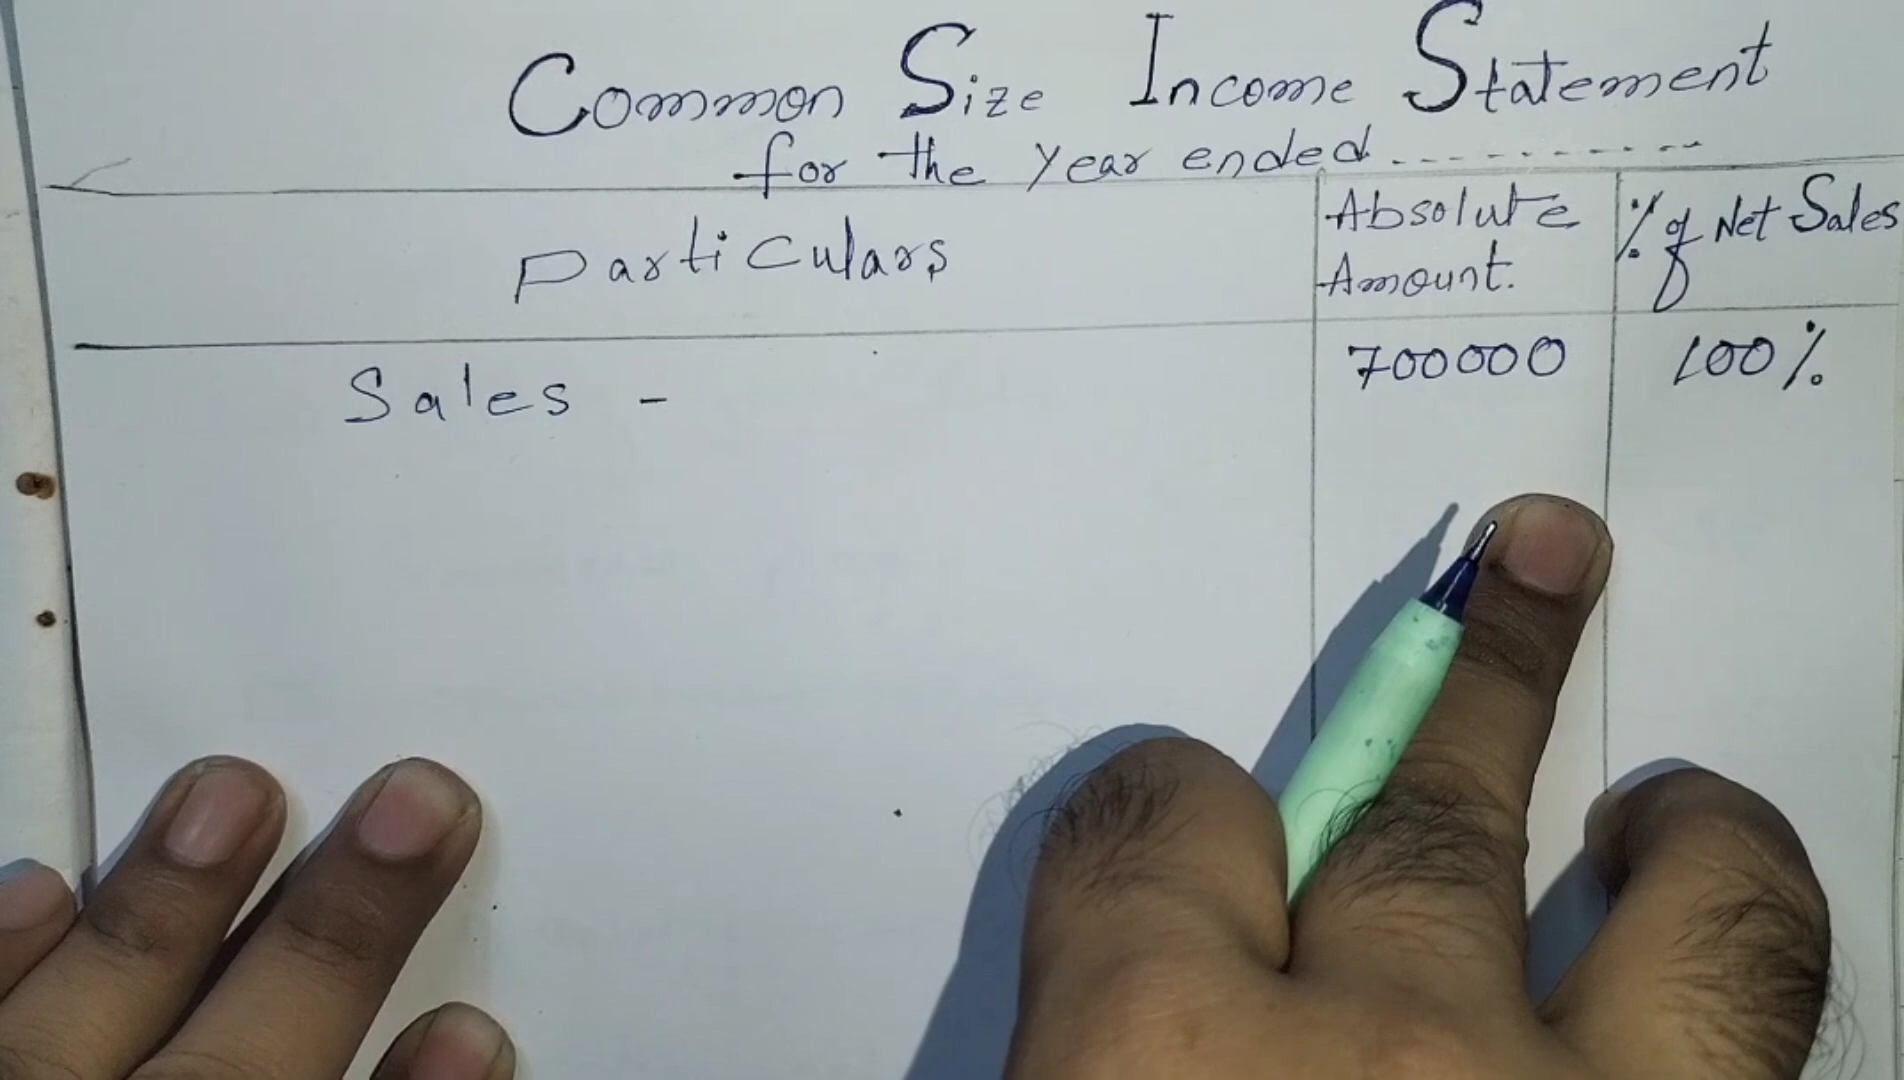 Common Size Income Statement
for the Year ended...........
Particulars
Absolute
Amount.
% of Net Sales
Sales -
700000
100%